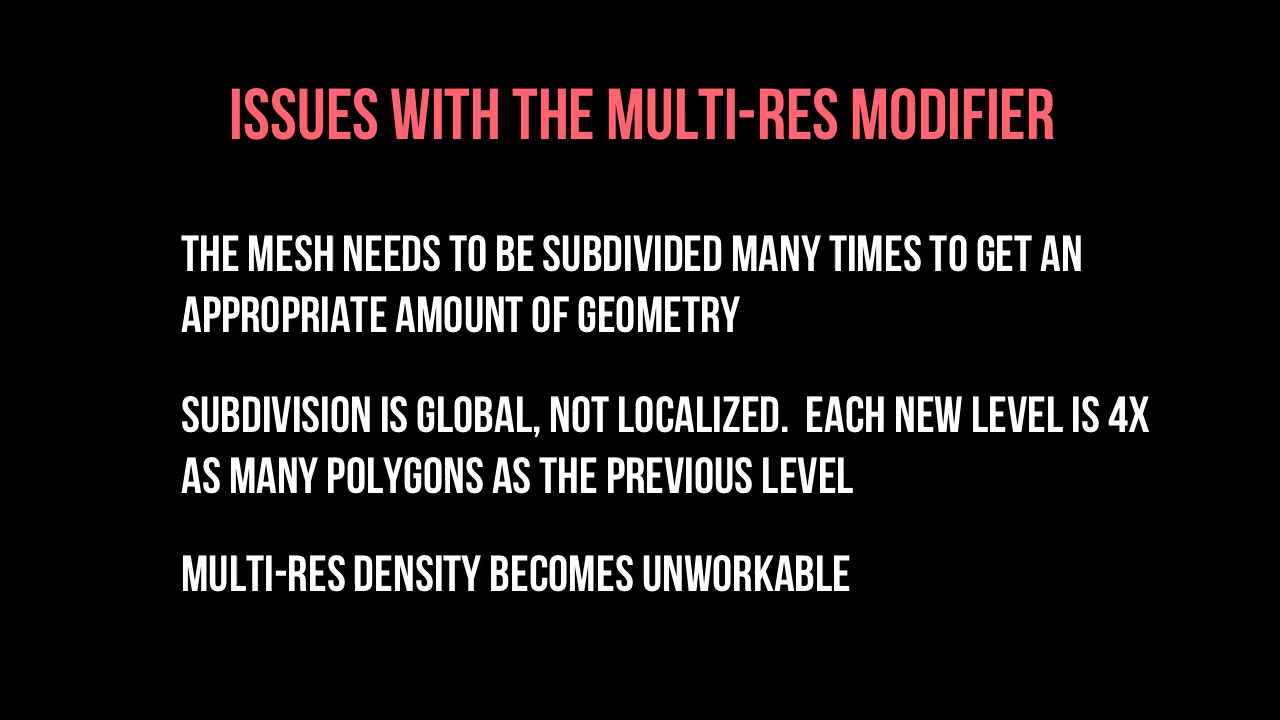 ISSUES WITH THE MULTI-RES MODIFIER
THE MESH NEEDS TO BE SUBDIVIDED MANY TIMES TO GET AN
APPROPRIATE AMOUNT OF GEOMETRY
SUBDIVISION IS GLOBAL, NOT LOCALIZED.  EACH NEW LEVEL IS 4X
AS MANY POLYGONS AS THE PREVIOUS LEVEL
MULTI-RES DENSITY BECOMES UNWORKABLE